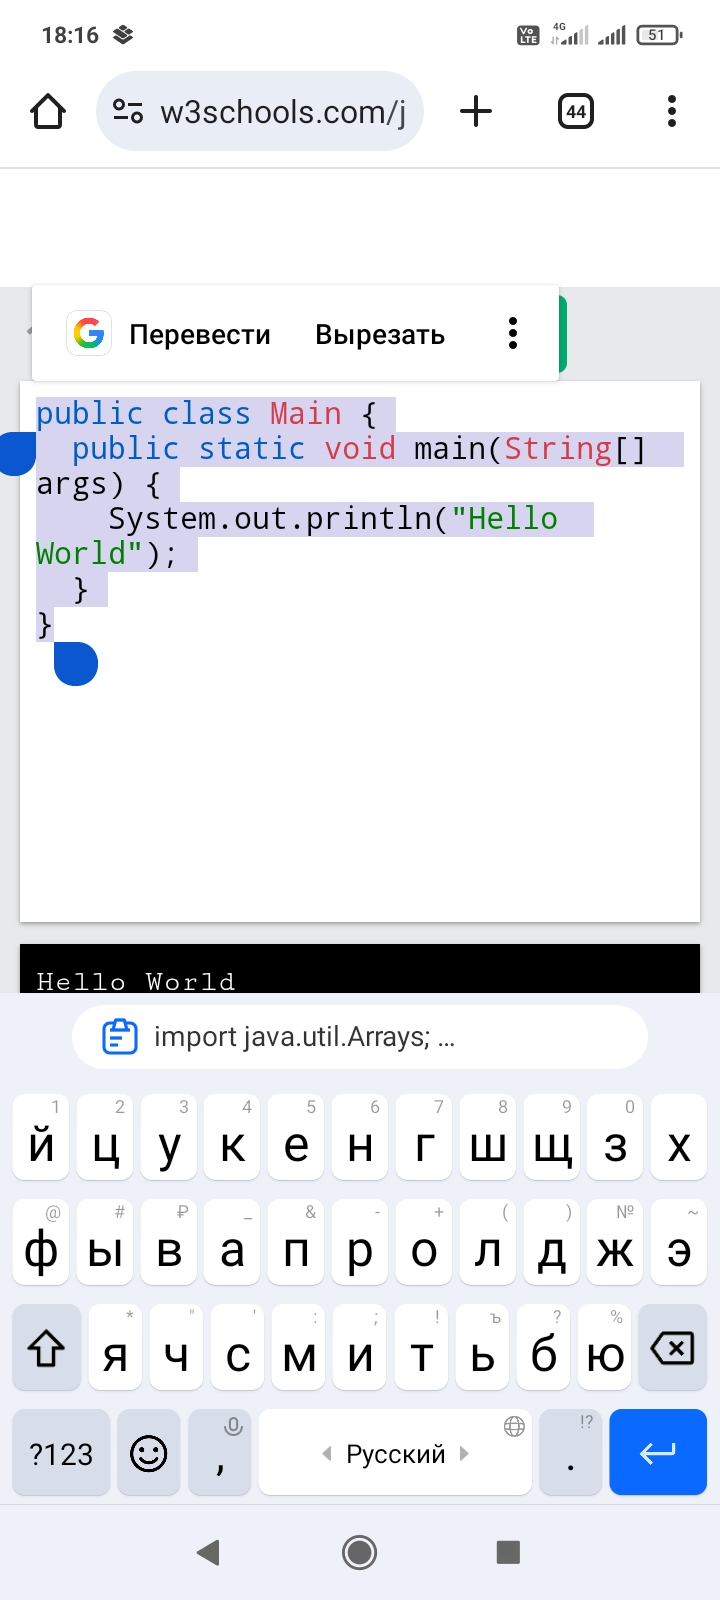 18:16
Vo LTE 4G 51
w3schools.com/j
44
Перевести Вырезать
public class Main {
  public static void main(String[]
args) {
    System.out.println("Hello
World");
  }
}
Hello World
import java.util.Arrays; ...
1 2 3 4 5 6 7 8 9 0
й ц у к е н г ш щ з х
@ # ₽ _ & - + ( ) № ~
ф ы в а п р о л д ж э
* " ' : ; ! ъ ? %
я ч с м и т ь б ю
!?
?123 , Русский .